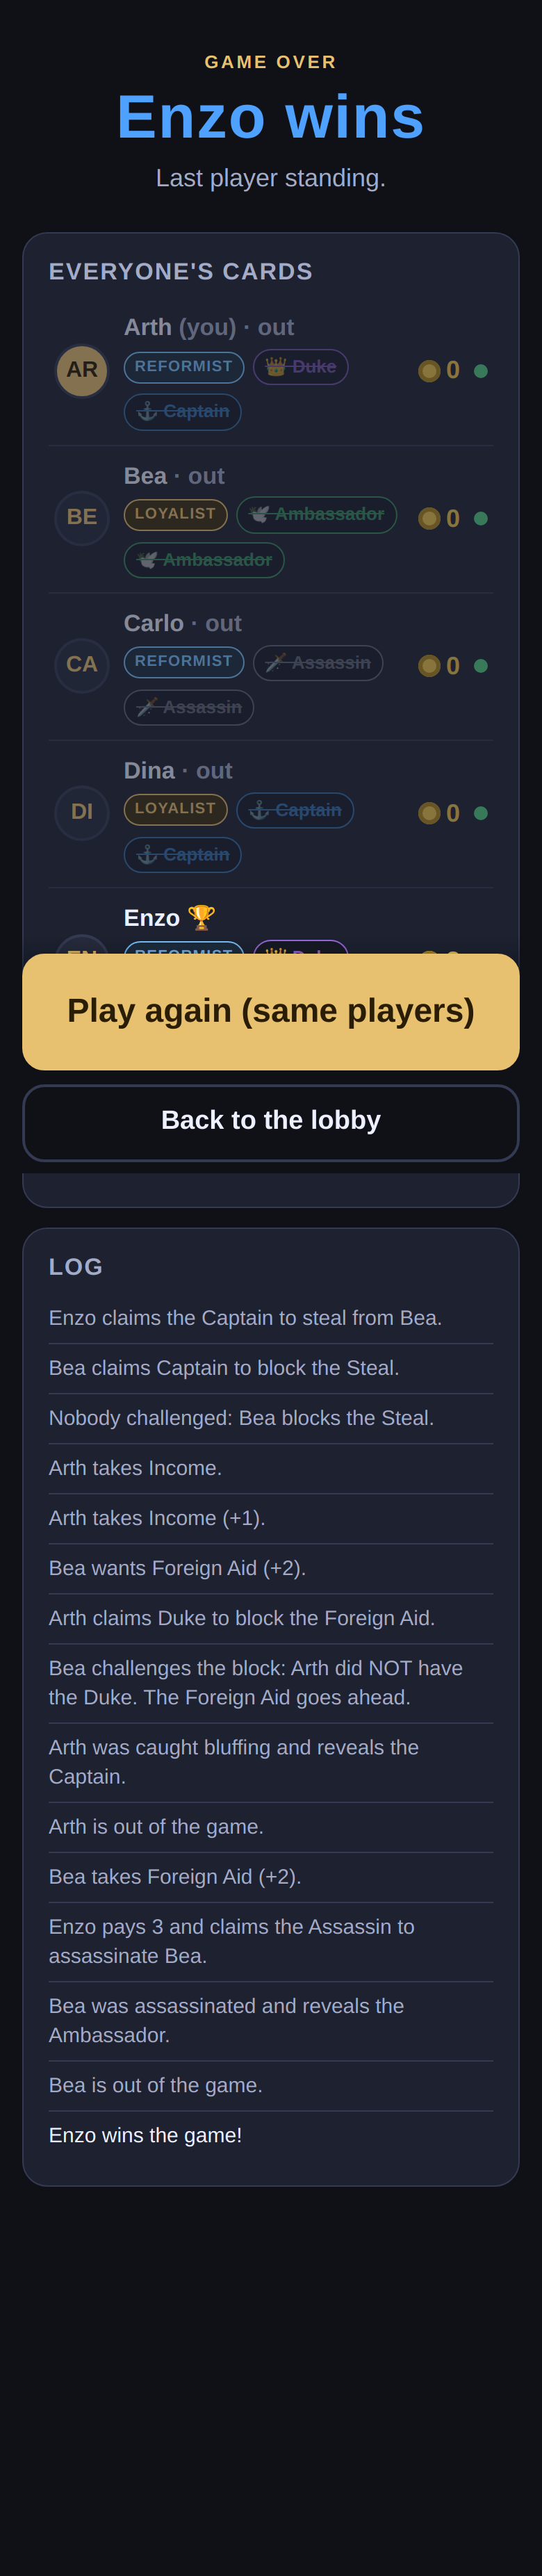 GAME OVER
Enzo wins
Last player standing.
EVERYONE'S CARDS
AR
Arth (you) · out
REFORMIST
👑 Duke
0
⚓ Captain
BE
Bea · out
LOYALIST
🕊 Ambassador
0
🕊 Ambassador
CA
Carlo · out
REFORMIST
🗡 Assassin
0
🗡 Assassin
DI
Dina · out
LOYALIST
⚓ Captain
0
⚓ Captain
Enzo 🏆
Play again (same players)
Back to the lobby
LOG
Enzo claims the Captain to steal from Bea.
Bea claims Captain to block the Steal.
Nobody challenged: Bea blocks the Steal.
Arth takes Income.
Arth takes Income (+1).
Bea wants Foreign Aid (+2).
Arth claims Duke to block the Foreign Aid.
Bea challenges the block: Arth did NOT have
the Duke. The Foreign Aid goes ahead.
Arth was caught bluffing and reveals the
Captain.
Arth is out of the game.
Bea takes Foreign Aid (+2).
Enzo pays 3 and claims the Assassin to
assassinate Bea.
Bea was assassinated and reveals the
Ambassador.
Bea is out of the game.
Enzo wins the game!